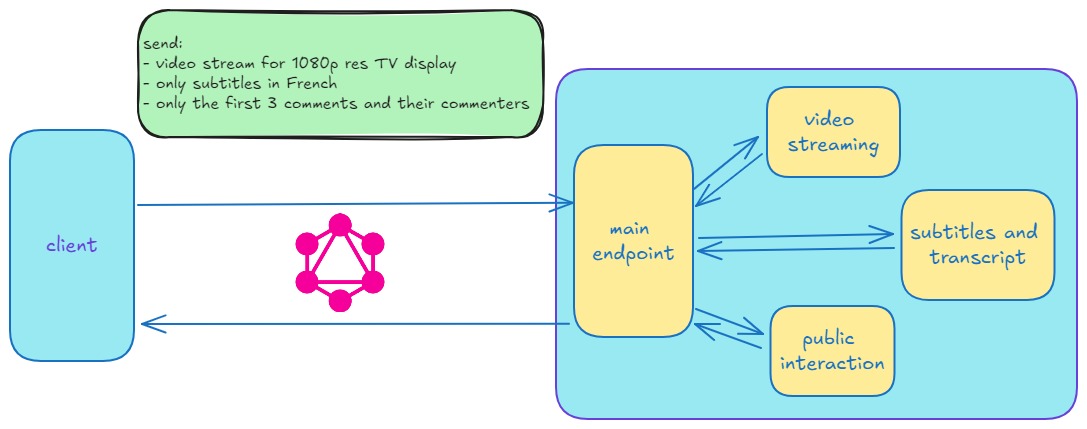 send:
- video stream for 1080p res TV display
- only subtitles in French
- only the first 3 comments and their commenters
client
main
endpoint
video
streaming
subtitles and
transcript
public
interaction